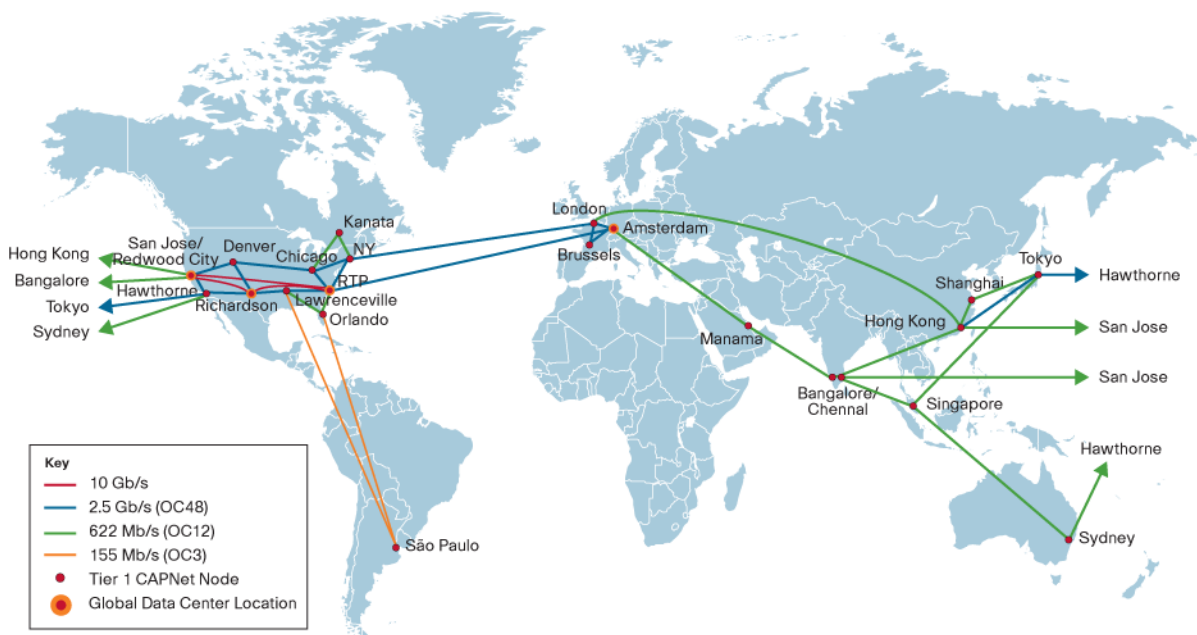 Kanata
San Jose/
Redwood City
Denver
Chicago
NY
Hong Kong
Bangalore
Hawthorne
Richardson
RTP
Lawrenceville
Orlando
Tokyo
Sydney
London
Amsterdam
Brussels
Manama
Tokyo
Hawthorne
Shanghai
Hong Kong
San Jose
Bangalore/
Chennal
San Jose
Singapore
Hawthorne
Sydney
São Paulo
Key
10 Gb/s
2.5 Gb/s (OC48)
622 Mb/s (OC12)
155 Mb/s (OC3)
Tier 1 CAPNet Node
Global Data Center Location